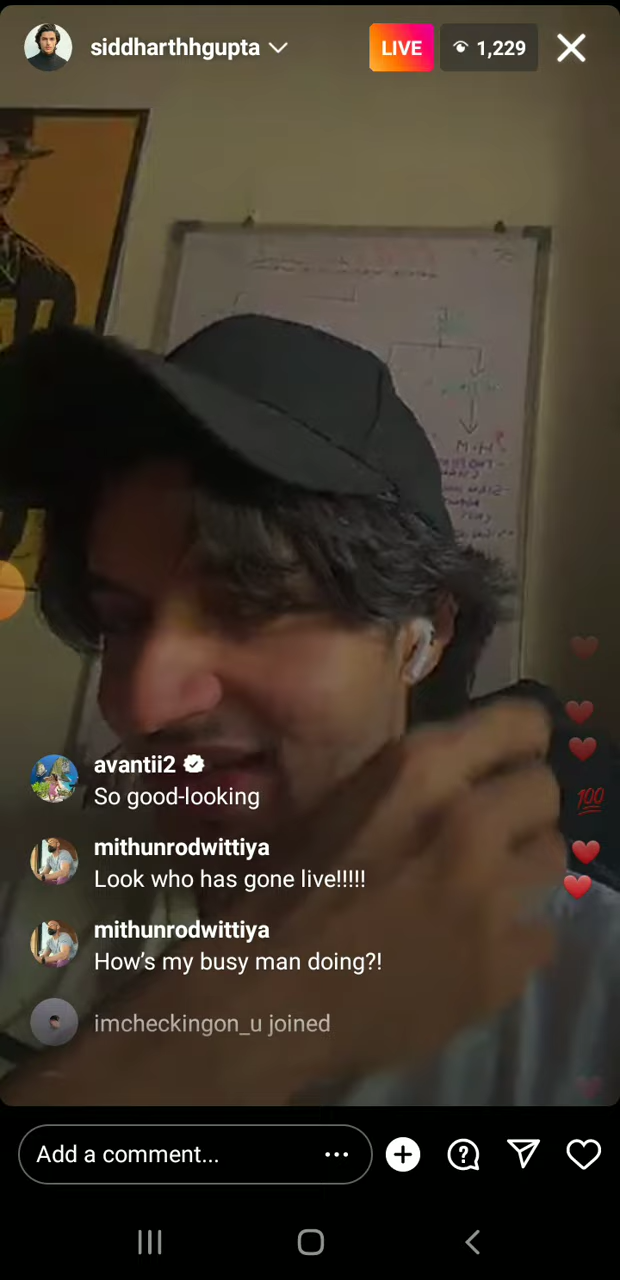 siddharthhgupta
LIVE
1,229
avantii2
So good-looking
mithunrodwittiya
Look who has gone live!!!!!
mithunrodwittiya
How's my busy man doing?!
imcheckingon_u joined
Add a comment...